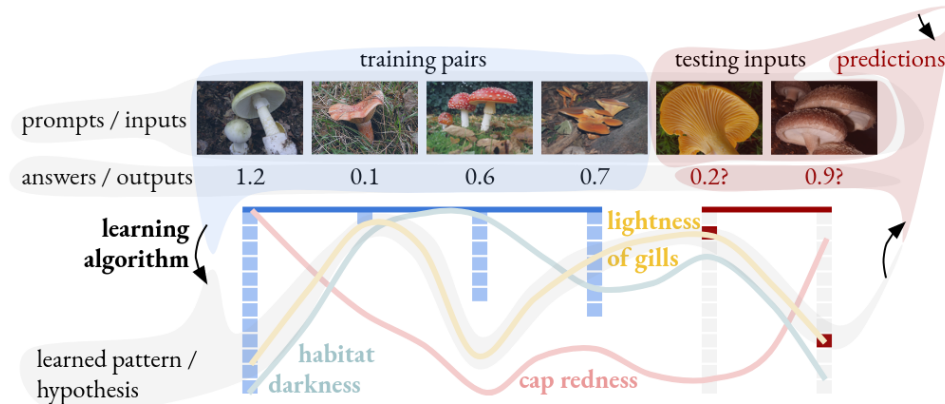 training pairs
testing inputs
predictions
prompts / inputs
answers / outputs
1.2
0.1
0.6
0.7
0.2?
0.9?
learning
algorithm
lightness
of gills
learned pattern /
hypothesis
habitat
darkness
cap redness